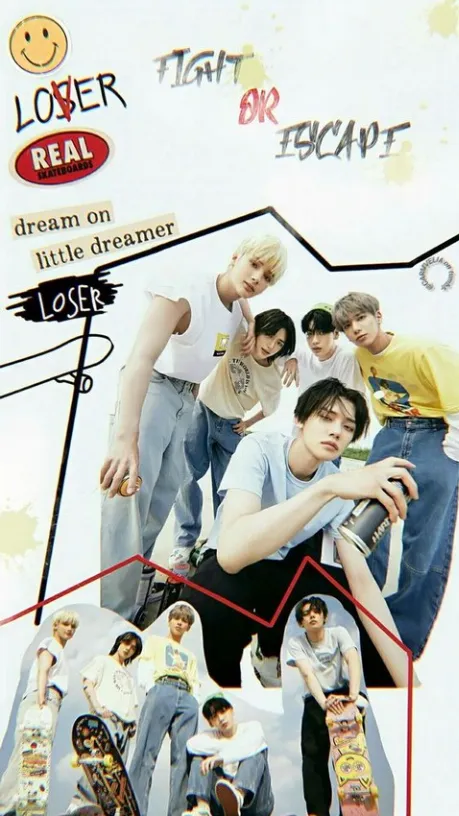 LOSER
FIGHT
OR
ESCAPE
REAL
SKATEBOARDS
dream on
little dreamer
LOSER